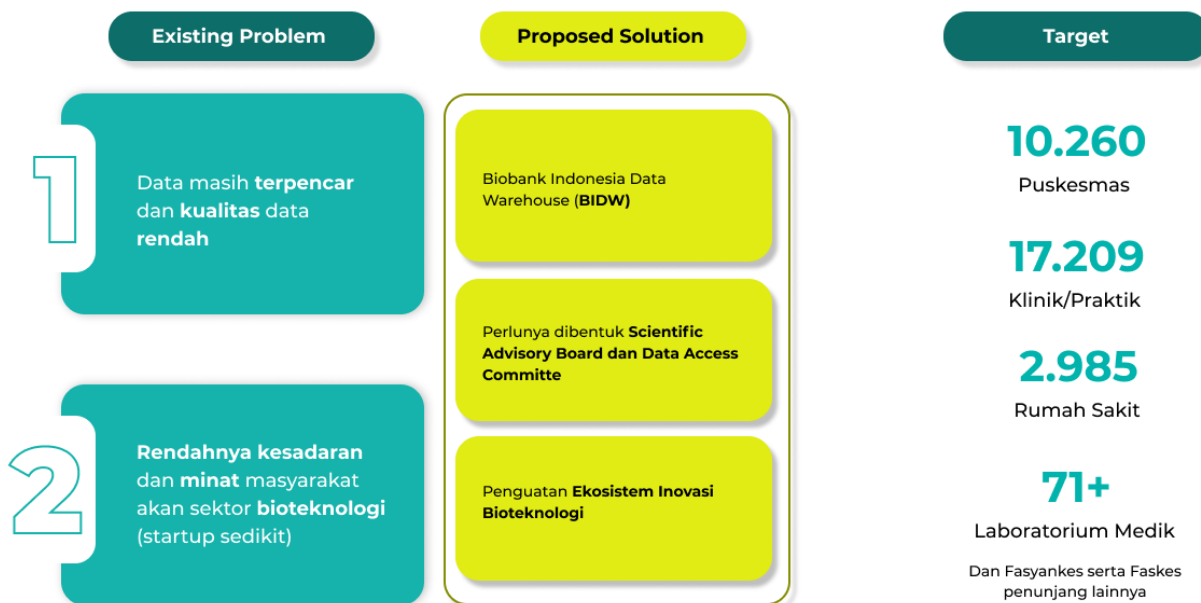 Existing Problem
Proposed Solution
Target
1
Data masih terpencar
dan kualitas data
rendah
2
Rendahnya kesadaran
dan minat masyarakat
akan sektor bioteknologi
(startup sedikit)
Biobank Indonesia Data
Warehouse (BIDW)
Perlunya dibentuk Scientific
Advisory Board dan Data Access
Committe
Penguatan Ekosistem Inovasi
Bioteknologi
10.260
Puskesmas
17.209
Klinik/Praktik
2.985
Rumah Sakit
71+
Laboratorium Medik
Dan Fasyankes serta Faskes
penunjang lainnya